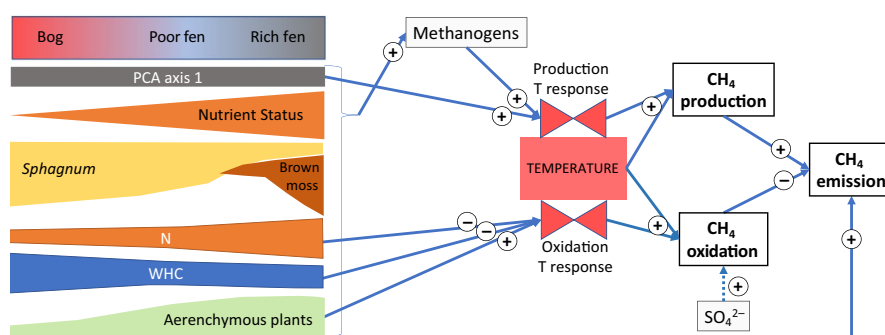 Bog Poor fen Rich fen
PCA axis 1
Nutrient Status
Sphagnum
Brown
moss
N
WHC
Aerenchymous plants
Methanogens
+
+
+
Production
T response
TEMPERATURE
Oxidation
T response
−
−
+
+
+
CH₄
production
CH₄
oxidation
+
−
CH₄
emission
+
SO₄²⁻
+